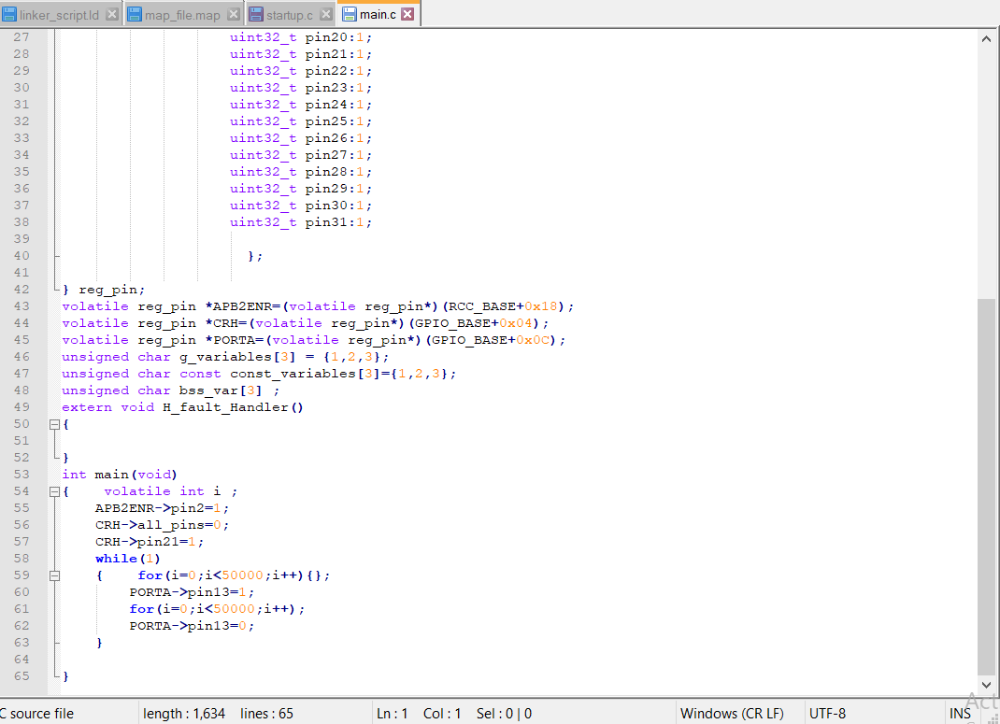 linker_script.ld map_file.map startup.c main.c
27 uint32_t pin20:1;
28 uint32_t pin21:1;
29 uint32_t pin22:1;
30 uint32_t pin23:1;
31 uint32_t pin24:1;
32 uint32_t pin25:1;
33 uint32_t pin26:1;
34 uint32_t pin27:1;
35 uint32_t pin28:1;
36 uint32_t pin29:1;
37 uint32_t pin30:1;
38 uint32_t pin31:1;
39
40 };
41
42 } reg_pin;
43 volatile reg_pin *APB2ENR=(volatile reg_pin*)(RCC_BASE+0x18);
44 volatile reg_pin *CRH=(volatile reg_pin*)(GPIO_BASE+0x04);
45 volatile reg_pin *PORTA=(volatile reg_pin*)(GPIO_BASE+0x0C);
46 unsigned char g_variables[3] = {1,2,3};
47 unsigned char const const_variables[3]={1,2,3};
48 unsigned char bss_var[3] ;
49 extern void H_fault_Handler()
50 {
51
52 }
53 int main(void)
54 { volatile int i ;
55 APB2ENR->pin2=1;
56 CRH->all_pins=0;
57 CRH->pin21=1;
58 while(1)
59 { for(i=0;i<50000;i++){};
60 PORTA->pin13=1;
61 for(i=0;i<50000;i++);
62 PORTA->pin13=0;
63 }
64
65 }
Act
C source file length : 1,634 lines : 65 Ln : 1 Col : 1 Sel : 0 | 0 Windows (CR LF) UTF-8 INS